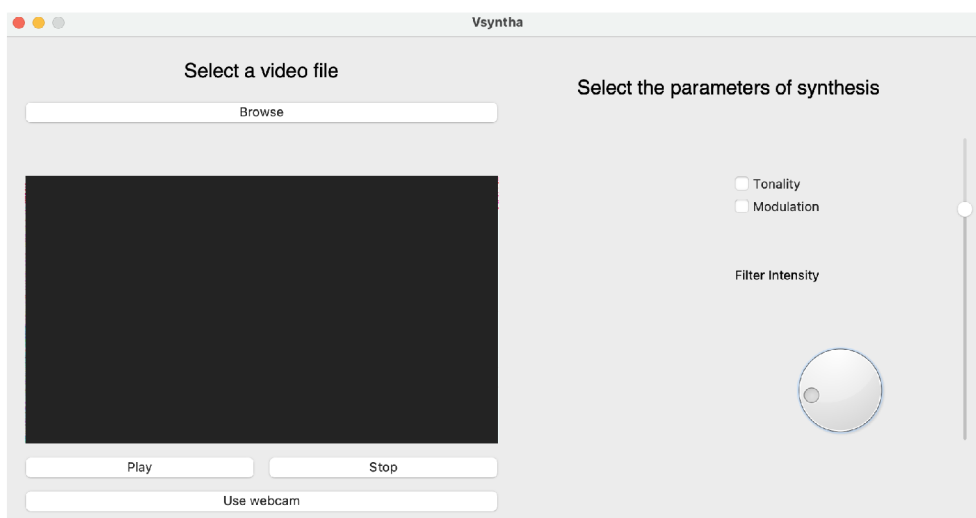 Vsyntha
Select a video file
Browse
Play
Stop
Use webcam
Select the parameters of synthesis
Tonality
Modulation
Filter Intensity